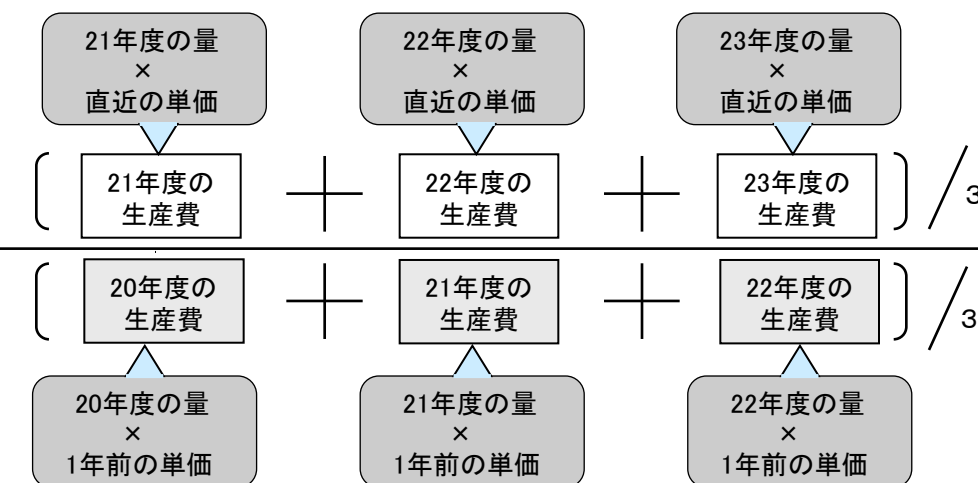 21年度の量
×
直近の単価
22年度の量
×
直近の単価
23年度の量
×
直近の単価
21年度の
生産費
22年度の
生産費
23年度の
生産費
3
20年度の
生産費
21年度の
生産費
22年度の
生産費
3
20年度の量
×
1年前の単価
21年度の量
×
1年前の単価
22年度の量
×
1年前の単価